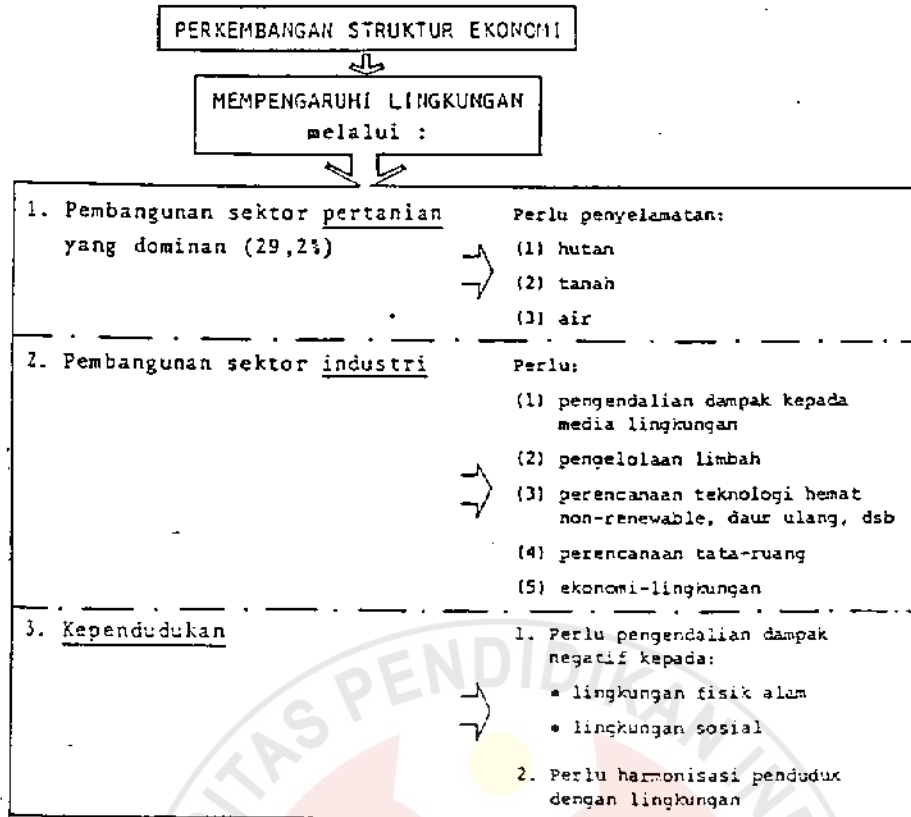 PERKEMBANGAN STRUKTUR EKONOMI
MEMPENGARUHI LINGKUNGAN
melalui :
1. Pembangunan sektor pertanian
yang dominan (29,2%)
Perlu penyelamatan:
(1) hutan
(2) tanah
(3) air
2. Pembangunan sektor industri
Perlu:
(1) pengendalian dampak kepada
media lingkungan
(2) pengelolaan limbah
(3) perencanaan teknologi hemat
non-renewable, daur ulang, dsb
(4) perencanaan tata-ruang
(5) ekonomi-lingkungan
3. Kependudukan
1. Perlu pengendalian dampak
negatif kepada:
• lingkungan fisik alam
• lingkungan sosial
2. Perlu harmonisasi penduduk
dengan lingkungan
ITAS PENDIDIKAN INE